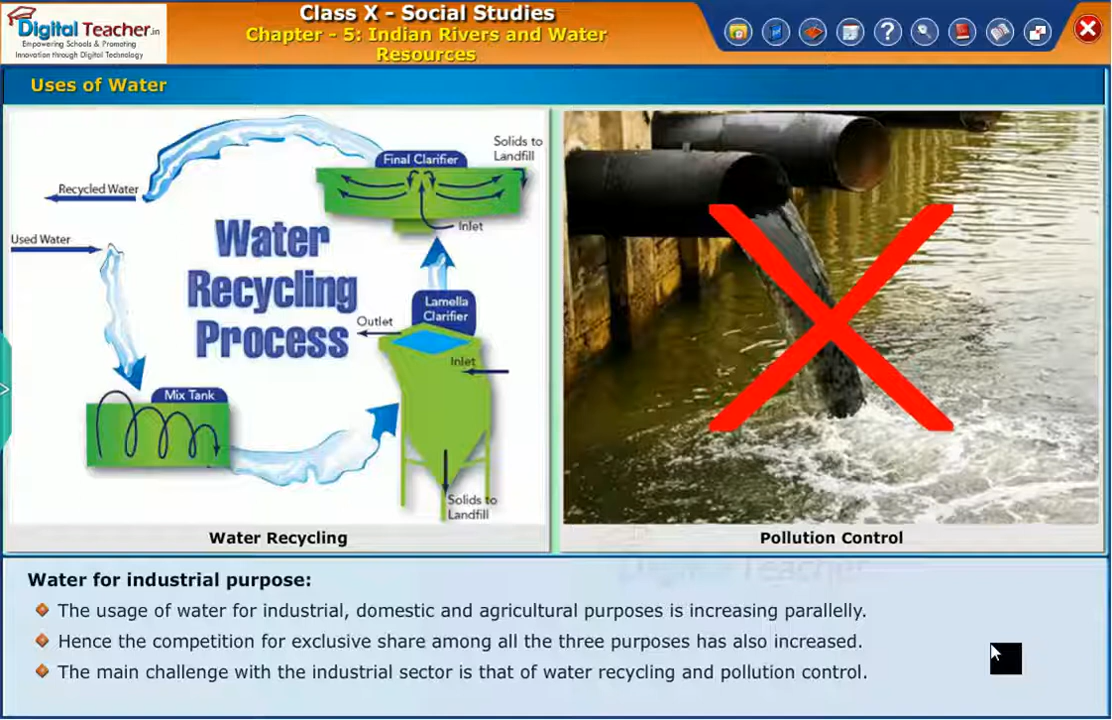 Digital Teacher.in
Empowering Schools & Promoting
Innovation through Digital Technology
Class X - Social Studies
Chapter - 5: Indian Rivers and Water
Resources
Uses of Water
Final Clarifier
Solids to
Landfill
Recycled Water
Inlet
Used Water
Water
Recycling
Process
Lamella
Clarifier
Outlet
Inlet
Mix Tank
Solids to
Landfill
Water Recycling
Pollution Control
Digital Teacher
Water for industrial purpose:
The usage of water for industrial, domestic and agricultural purposes is increasing parallelly.
Hence the competition for exclusive share among all the three purposes has also increased.
The main challenge with the industrial sector is that of water recycling and pollution control.